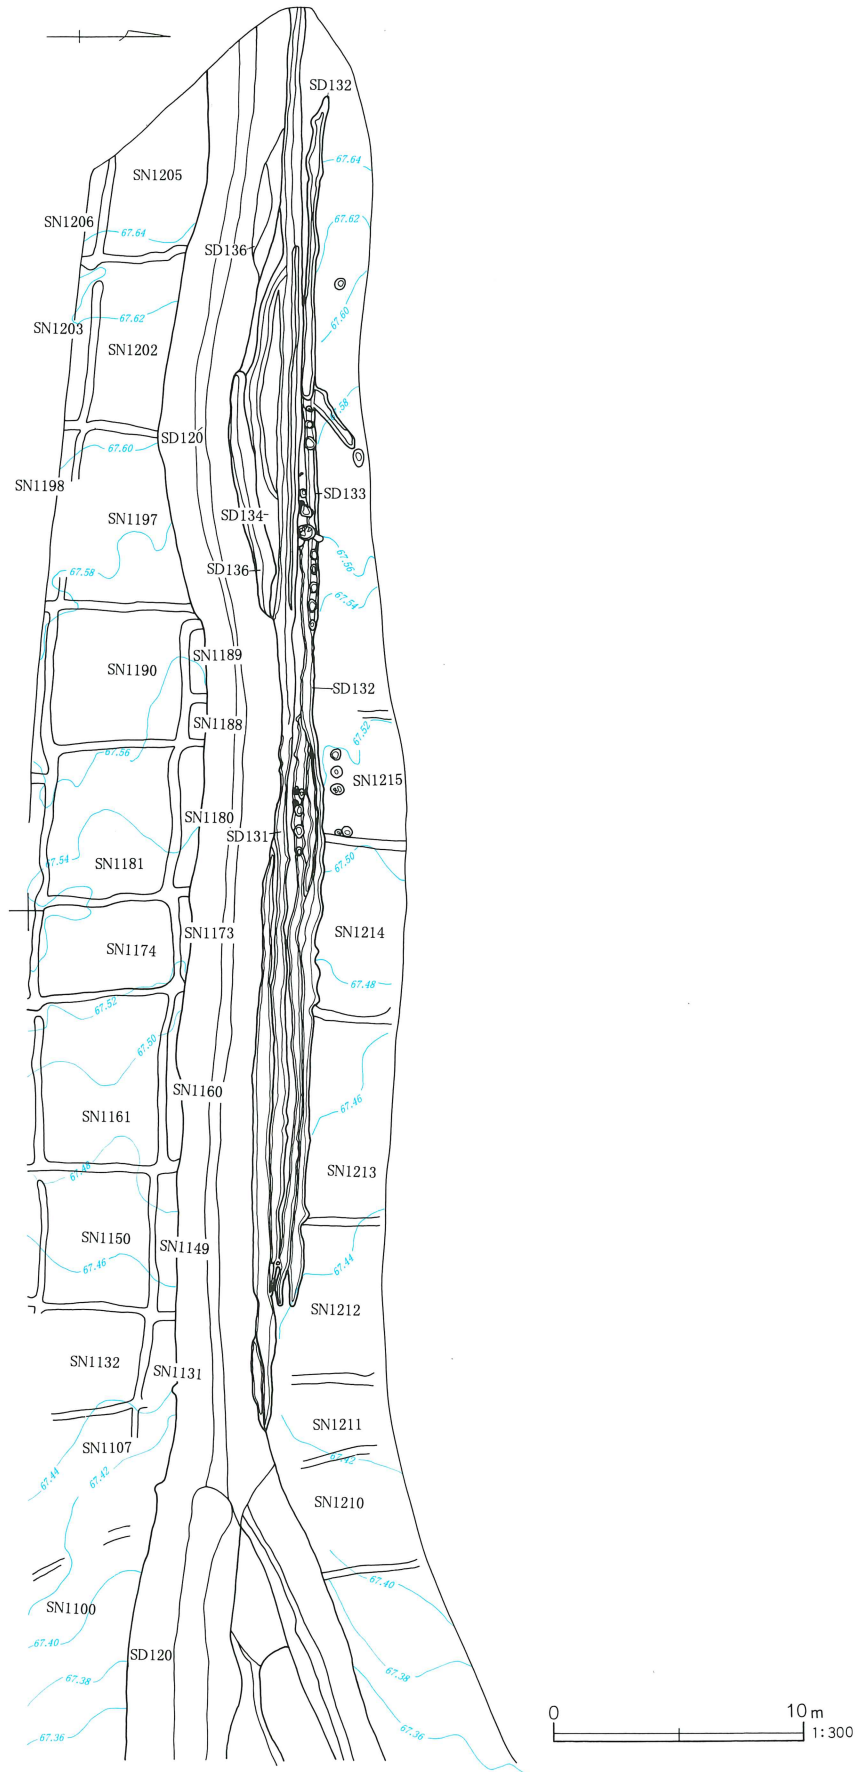 SD132
67.64
SN1205
SN1206
67.62
67.64
SD136
67.62
67.60
SN1203
SN1202
67.58
SD120
67.60
SN1198
SD133
SN1197
SD134
67.56
67.58
SD136
67.54
SN1189
SN1190
SD132
SN1188
67.52
67.56
SN1215
SN1180
SD131
67.54
SN1181
67.50
SN1173
SN1214
SN1174
67.48
67.52
67.50
SN1160
67.46
SN1161
67.48
SN1213
SN1150
SN1149
67.46
67.44
SN1212
SN1132
SN1131
SN1211
SN1107
67.42
67.44
67.42
SN1210
67.40
SN1100
67.40
SD120
67.38
67.38
0 10m
67.36
1:300
67.36